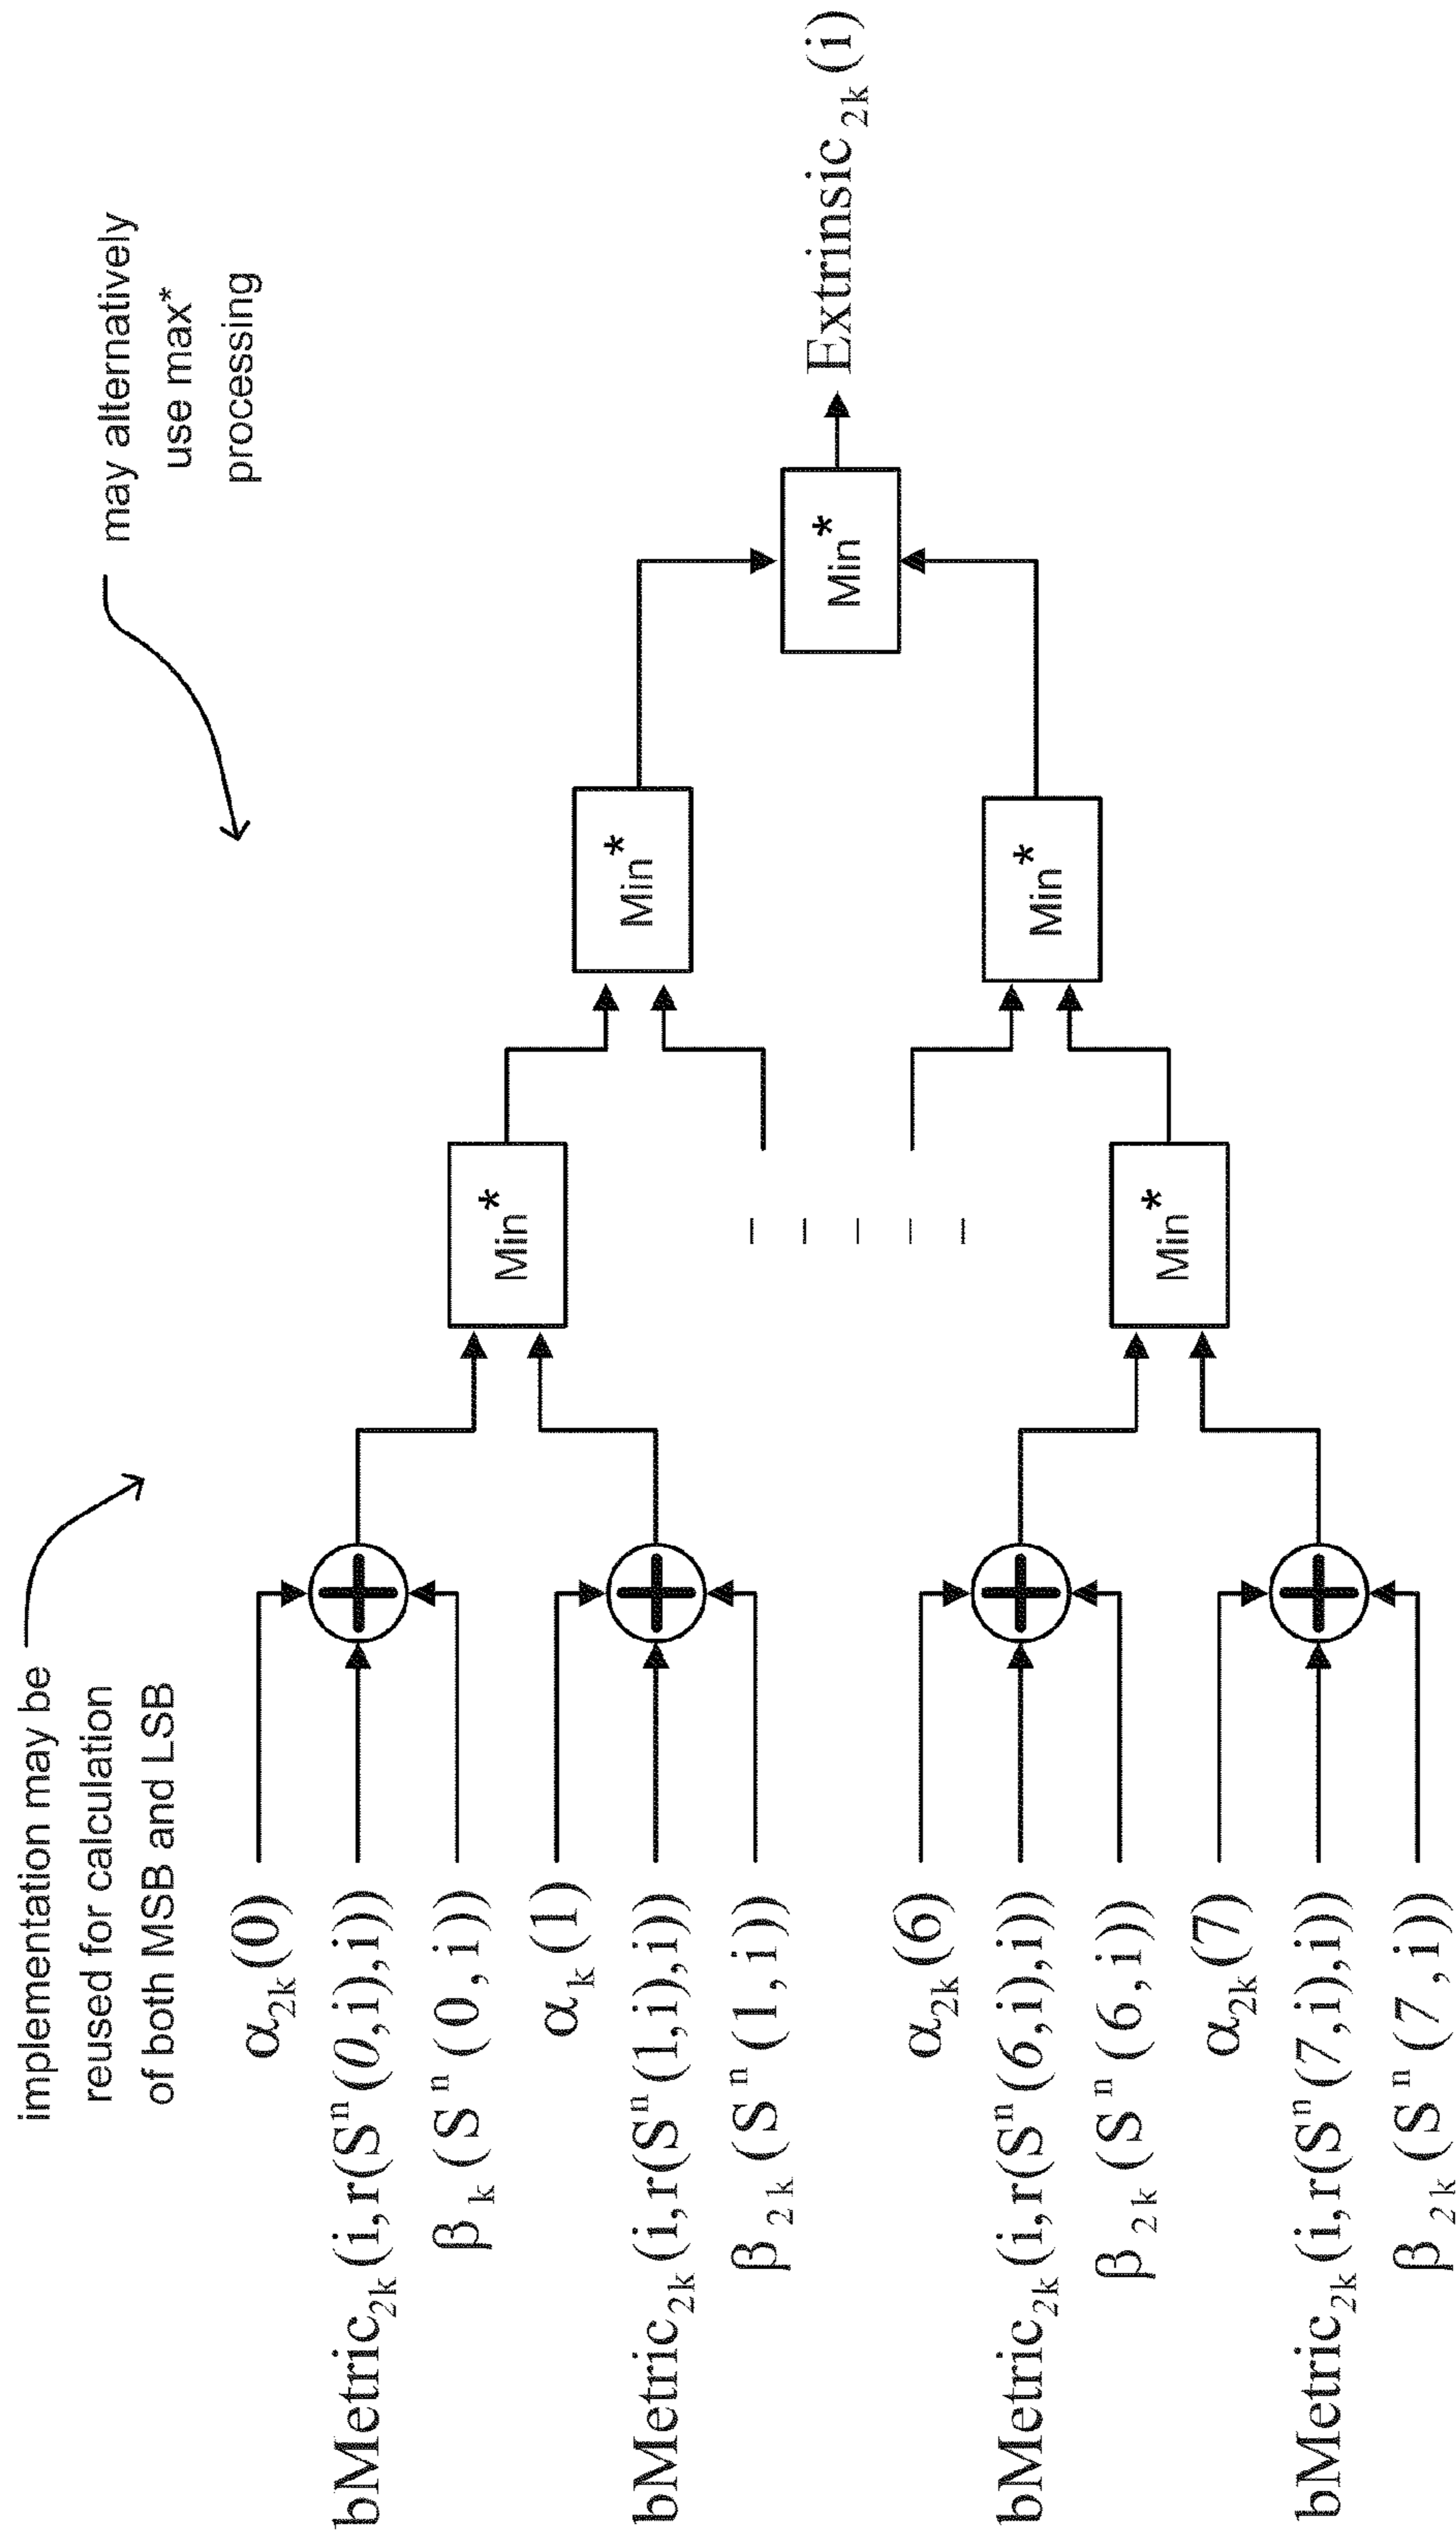 implementation may be
reused for calculation
of both MSB and LSB
may alternatively
use max*
processing
α2k(0)
bMetric2k(i,r(Sⁿ(0,i),i))
βk(Sⁿ(0,i))
αk(1)
bMetric2k(i,r(Sⁿ(1,i),i))
β2k(Sⁿ(1,i))
α2k(6)
bMetric2k(i,r(Sⁿ(6,i),i))
β2k(Sⁿ(6,i))
α2k(7)
bMetric2k(i,r(Sⁿ(7,i),i))
β2k(Sⁿ(7,i))
Min*
Min*
Min*
Min*
Min*
Extrinsic2k(i)